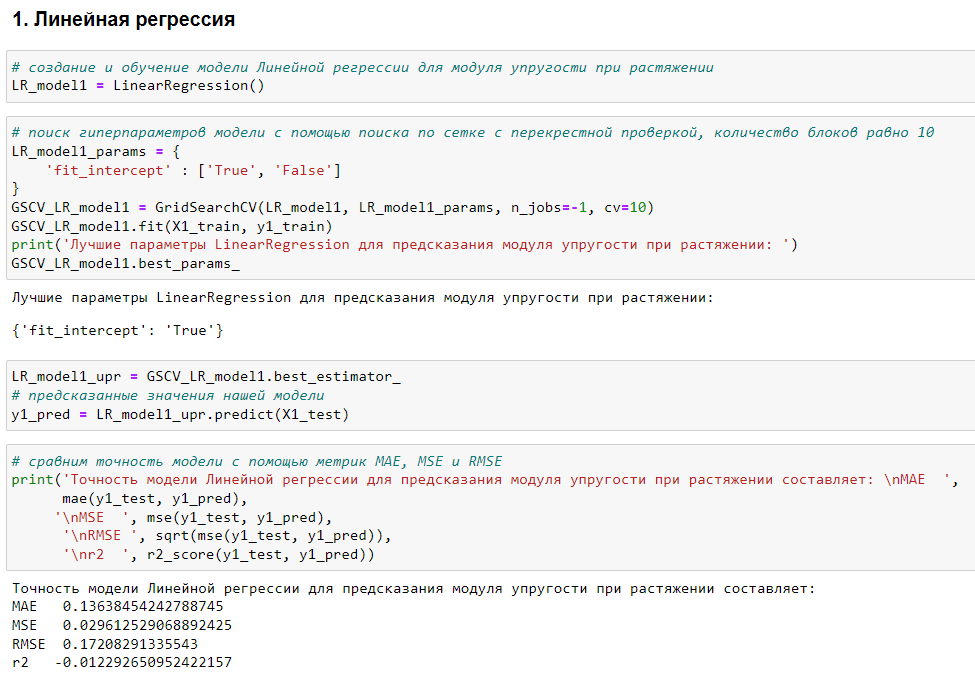 1. Линейная регрессия
# создание и обучение модели Линейной регрессии для модуля упругости при растяжении
LR_model1 = LinearRegression()
# поиск гиперпараметров модели с помощью поиска по сетке с перекрестной проверкой, количество блоков равно 10
LR_model1_params = {
    'fit_intercept' : ['True', 'False']
}
GSCV_LR_model1 = GridSearchCV(LR_model1, LR_model1_params, n_jobs=-1, cv=10)
GSCV_LR_model1.fit(X1_train, y1_train)
print('Лучшие параметры LinearRegression для предсказания модуля упругости при растяжении: ')
GSCV_LR_model1.best_params_
Лучшие параметры LinearRegression для предсказания модуля упругости при растяжении:
{'fit_intercept': 'True'}
LR_model1_upr = GSCV_LR_model1.best_estimator_
# предсказанные значения нашей модели
y1_pred = LR_model1_upr.predict(X1_test)
# сравним точность модели с помощью метрик MAE, MSE и RMSE
print('Точность модели Линейной регрессии для предсказания модуля упругости при растяжении составляет: \nMAE  ',
      mae(y1_test, y1_pred),
     '\nMSE  ', mse(y1_test, y1_pred),
      '\nRMSE ', sqrt(mse(y1_test, y1_pred)),
      '\nr2  ', r2_score(y1_test, y1_pred))
Точность модели Линейной регрессии для предсказания модуля упругости при растяжении составляет:
MAE   0.13638454242788745
MSE   0.029612529068892425
RMSE  0.17208291335543
r2   -0.012292650952422157